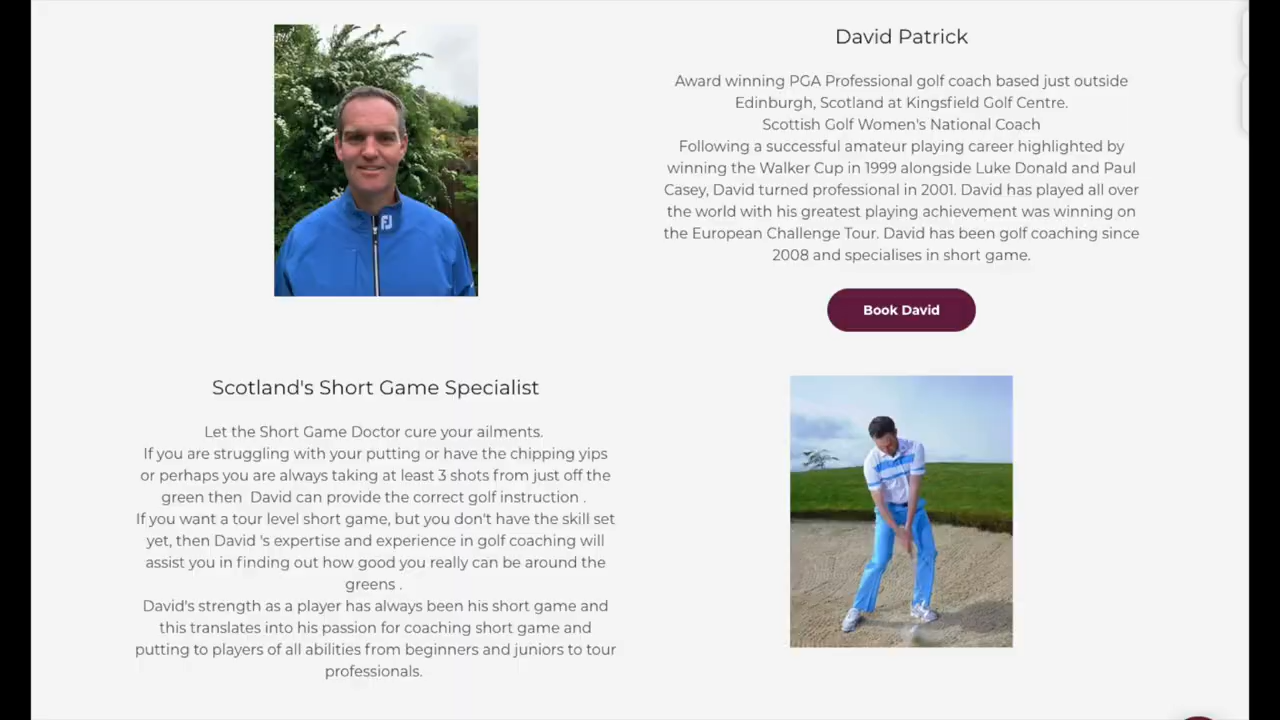 David Patrick
Award winning PGA Professional golf coach based just outside
Edinburgh, Scotland at Kingsfield Golf Centre.
Scottish Golf Women's National Coach
Following a successful amateur playing career highlighted by
winning the Walker Cup in 1999 alongside Luke Donald and Paul
Casey, David turned professional in 2001. David has played all over
the world with his greatest playing achievement was winning on
the European Challenge Tour. David has been golf coaching since
2008 and specialises in short game.
Book David
FJ
Scotland's Short Game Specialist
Let the Short Game Doctor cure your ailments.
If you are struggling with your putting or have the chipping yips
or perhaps you are always taking at least 3 shots from just off the
green then  David can provide the correct golf instruction .
If you want a tour level short game, but you don't have the skill set
yet, then David 's expertise and experience in golf coaching will
assist you in finding out how good you really can be around the
greens .
David's strength as a player has always been his short game and
this translates into his passion for coaching short game and
putting to players of all abilities from beginners and juniors to tour
professionals.